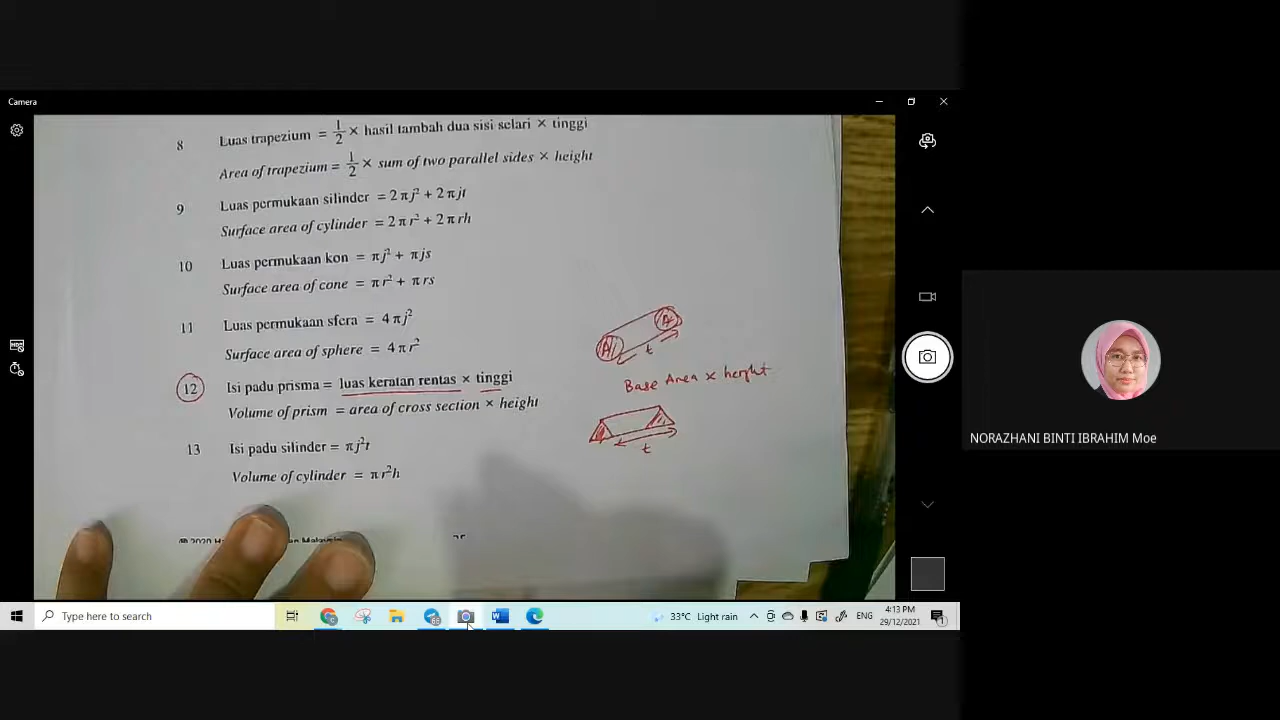 Camera
8 Luas trapezium = 1/2 × hasil tambah dua sisi selari × tinggi
Area of trapezium = 1/2 × sum of two parallel sides × height
9 Luas permukaan silinder = 2πj² + 2πjt
Surface area of cylinder = 2πr² + 2πrh
10 Luas permukaan kon = πj² + πjs
Surface area of cone = πr² + πrs
11 Luas permukaan sfera = 4πj²
Surface area of sphere = 4πr²
12 Isi padu prisma = luas keratan rentas × tinggi
Volume of prism = area of cross section × height
13 Isi padu silinder = πj²t
Volume of cylinder = πr²h
A
A
t
Base Area × height
t
© 2020
NORAZHANI BINTI IBRAHIM Moe
Type here to search
33°C Light rain
ENG
4:13 PM
29/12/2021